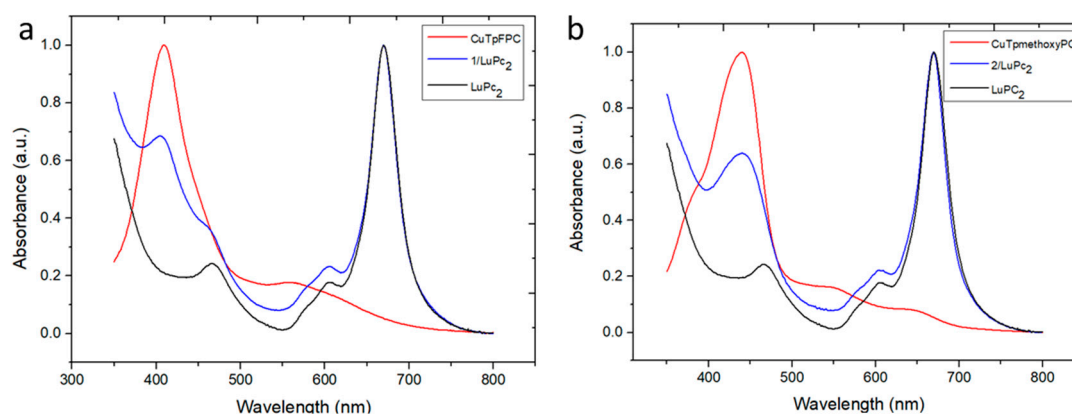 a
CuTpFPC
1/LuPc2
LuPc2
1.0
0.8
0.6
0.4
0.2
0.0
Absorbance (a.u.)
300 400 500 600 700 800
Wavelength (nm)
b
CuTpmethoxyPC
2/LuPc2
LuPC2
1.0
0.8
0.6
0.4
0.2
0.0
Absorbance (a.u.)
400 500 600 700 800
Wavelength (nm)